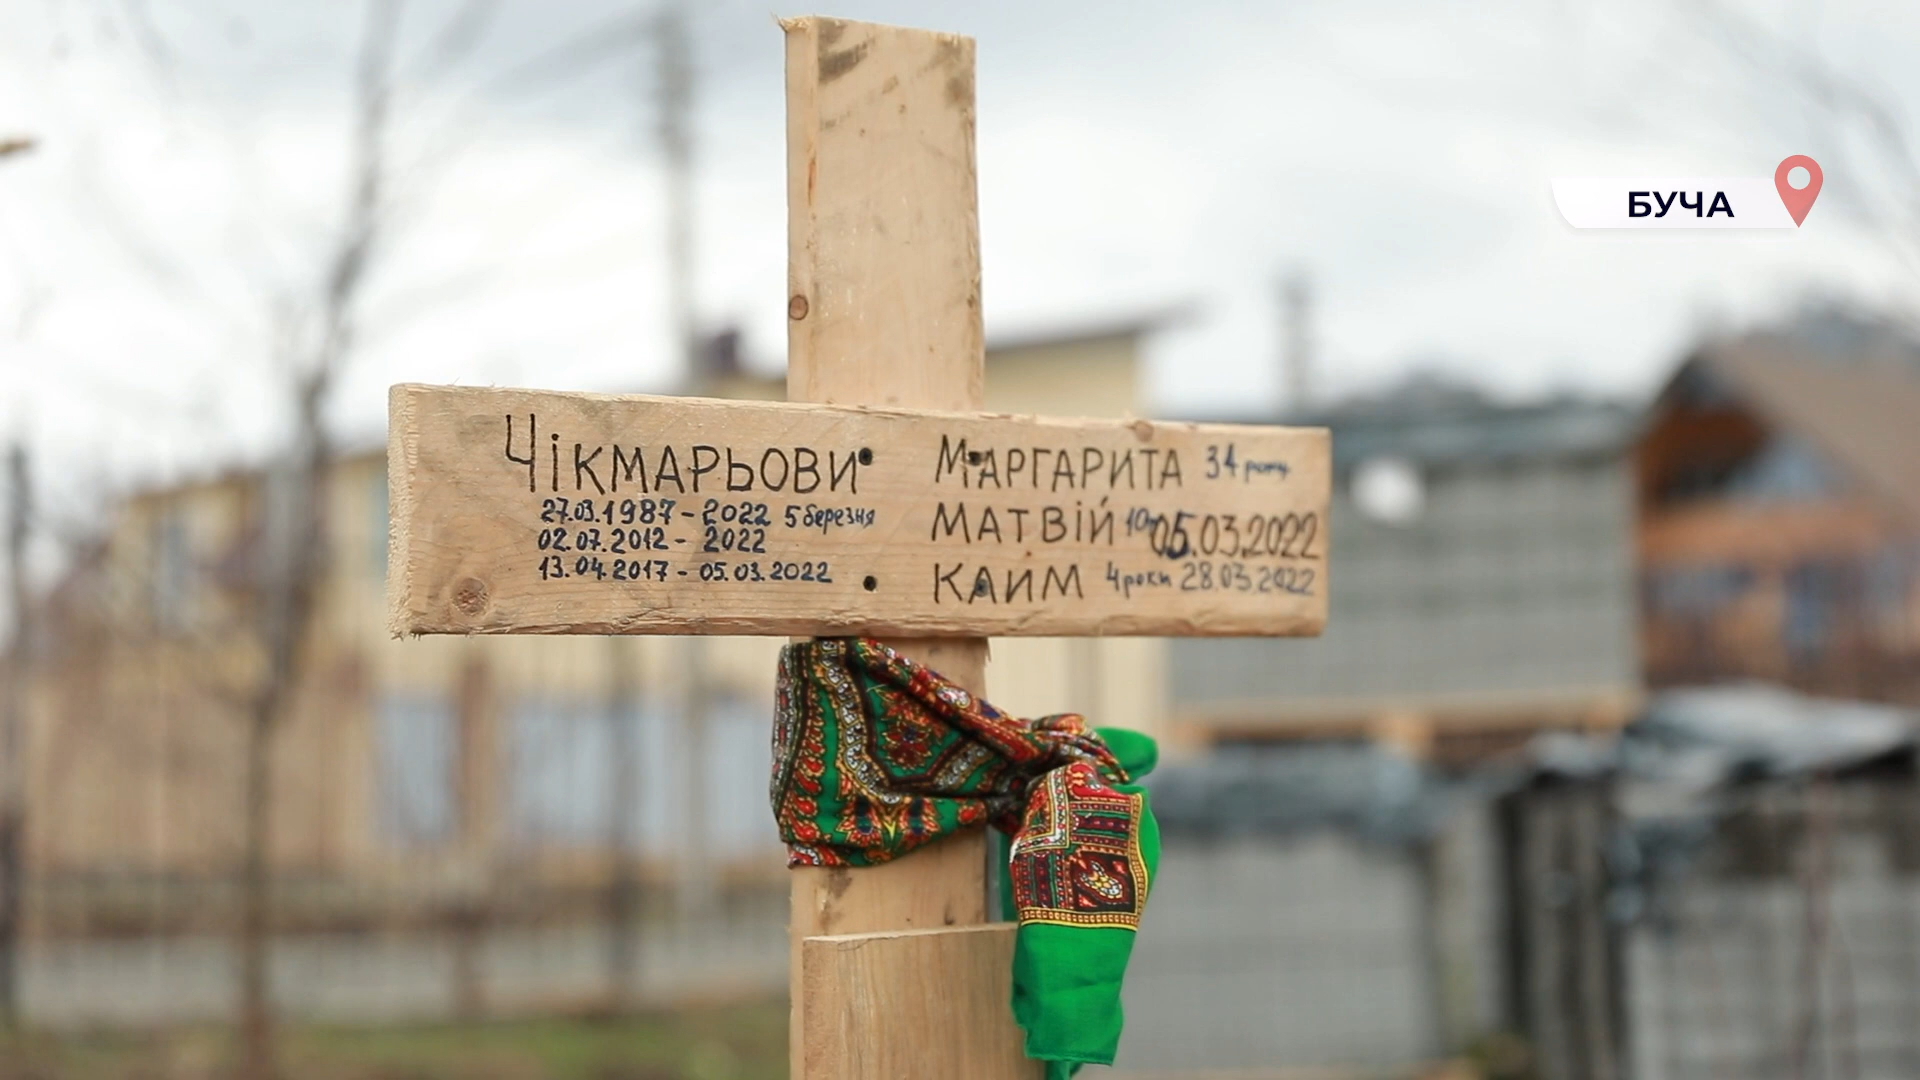 БУЧА
ЧІКМАРЬОВИ
27.03.1987 - 2022 5 березня
02.07.2012 - 2022
13.04.2017 - 05.03.2022
МАРГАРИТА 34 роки
МАТВІЙ 10 05.03.2022
КЛИМ 4 роки 28.03.2022